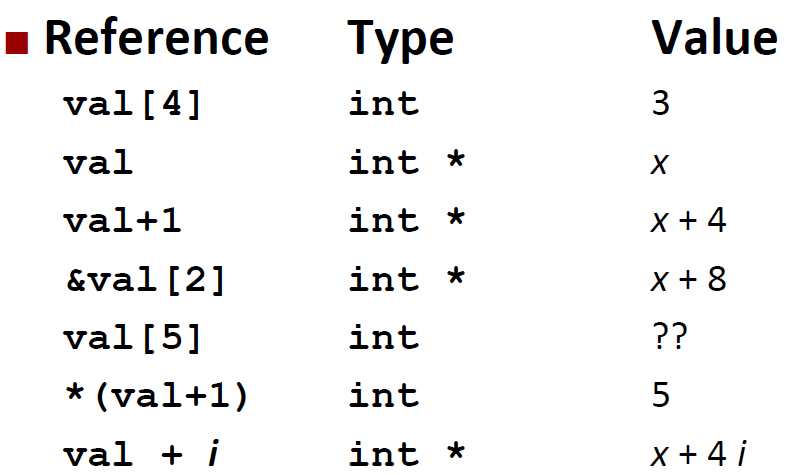 ■ Reference Type Value
val[4] int 3
val int * x
val+1 int * x + 4
&val[2] int * x + 8
val[5] int ??
*(val+1) int 5
val + i int * x + 4 i